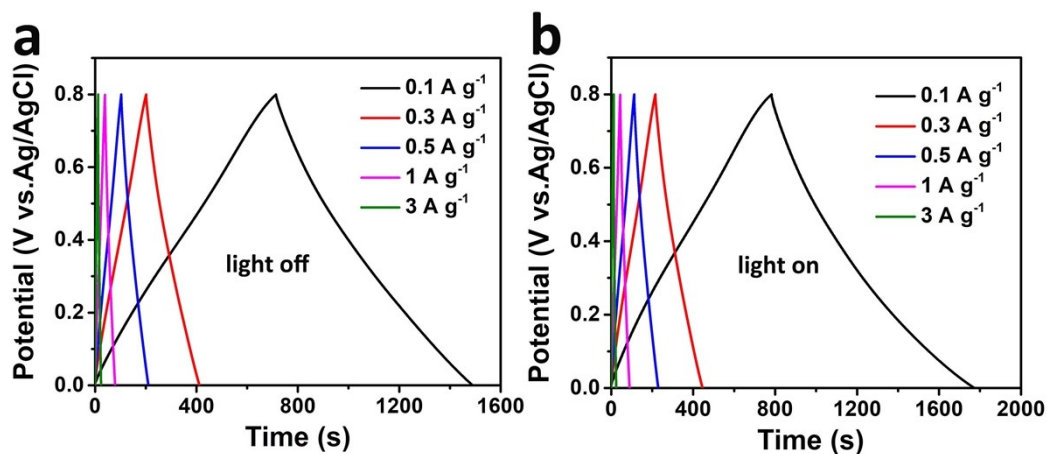 a
Potential (V vs.Ag/AgCl)
0.8
0.6
0.4
0.2
0.0
0.1 A g⁻¹
0.3 A g⁻¹
0.5 A g⁻¹
1 A g⁻¹
3 A g⁻¹
light off
0 400 800 1200 1600
Time (s)
b
Potential (V vs.Ag/AgCl)
0.8
0.6
0.4
0.2
0.0
0.1 A g⁻¹
0.3 A g⁻¹
0.5 A g⁻¹
1 A g⁻¹
3 A g⁻¹
light on
0 400 800 1200 1600 2000
Time (s)